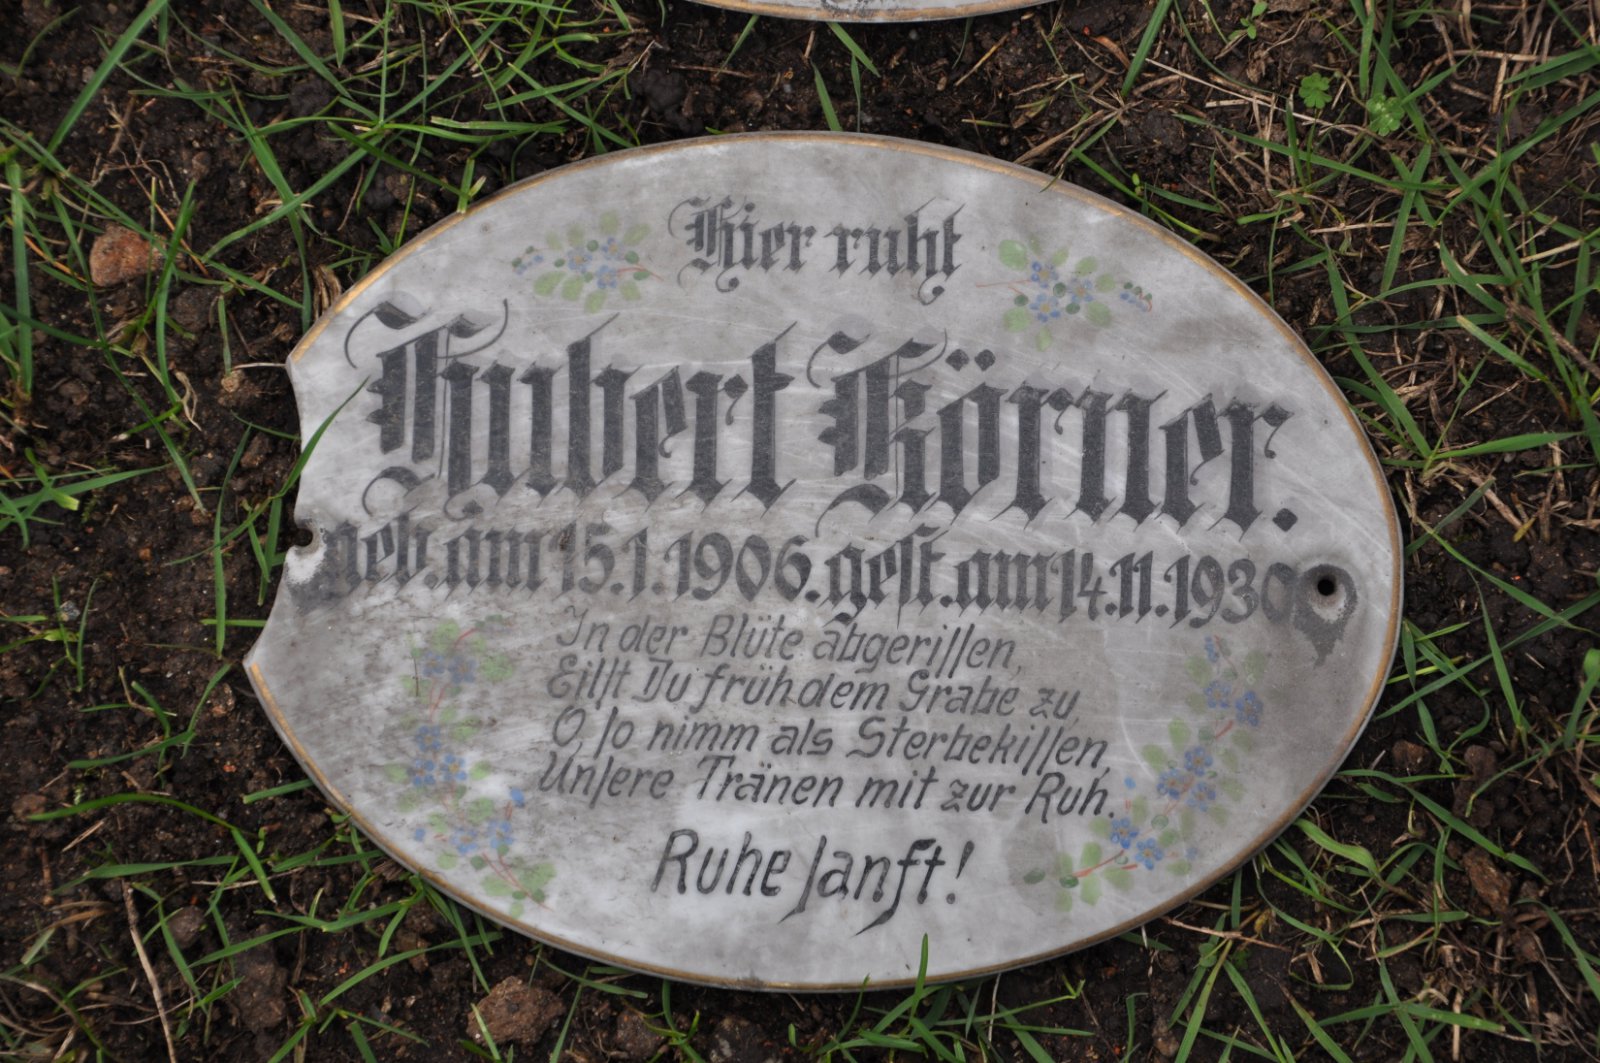 Hier ruht
Hubert Körner.
geb. am 15.1.1906. gest. am 14.11.1930
In der Blüte abgerissen,
Eilst Du früh dem Grabe zu,
O, so nimm als Sterbekissen,
Unsere Tränen mit zur Ruh.
Ruhe sanft!